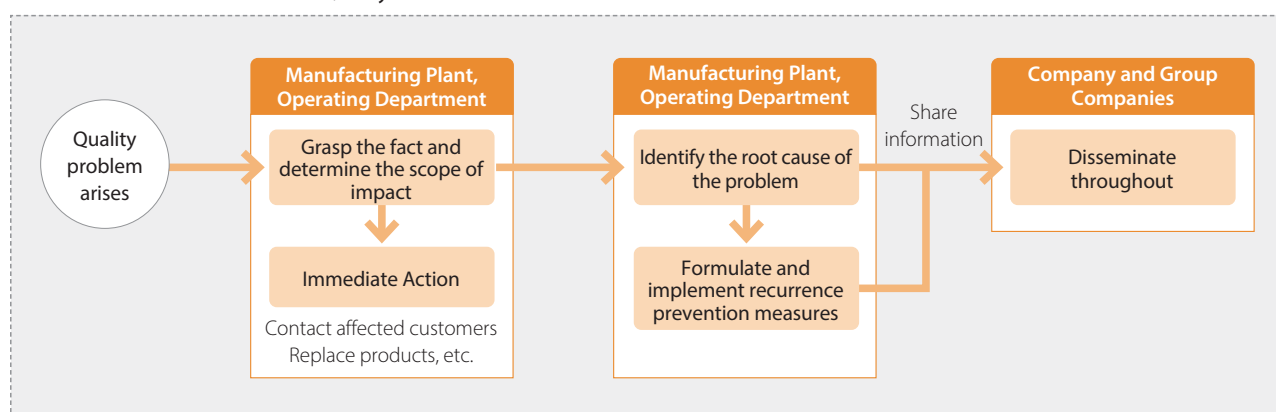 Quality
problem
arises
Manufacturing Plant,
Operating Department
Grasp the fact and
determine the scope of
impact
Immediate Action
Contact affected customers
Replace products, etc.
Manufacturing Plant,
Operating Department
Identify the root cause of
the problem
Formulate and
implement recurrence
prevention measures
Share
information
Company and Group
Companies
Disseminate
throughout